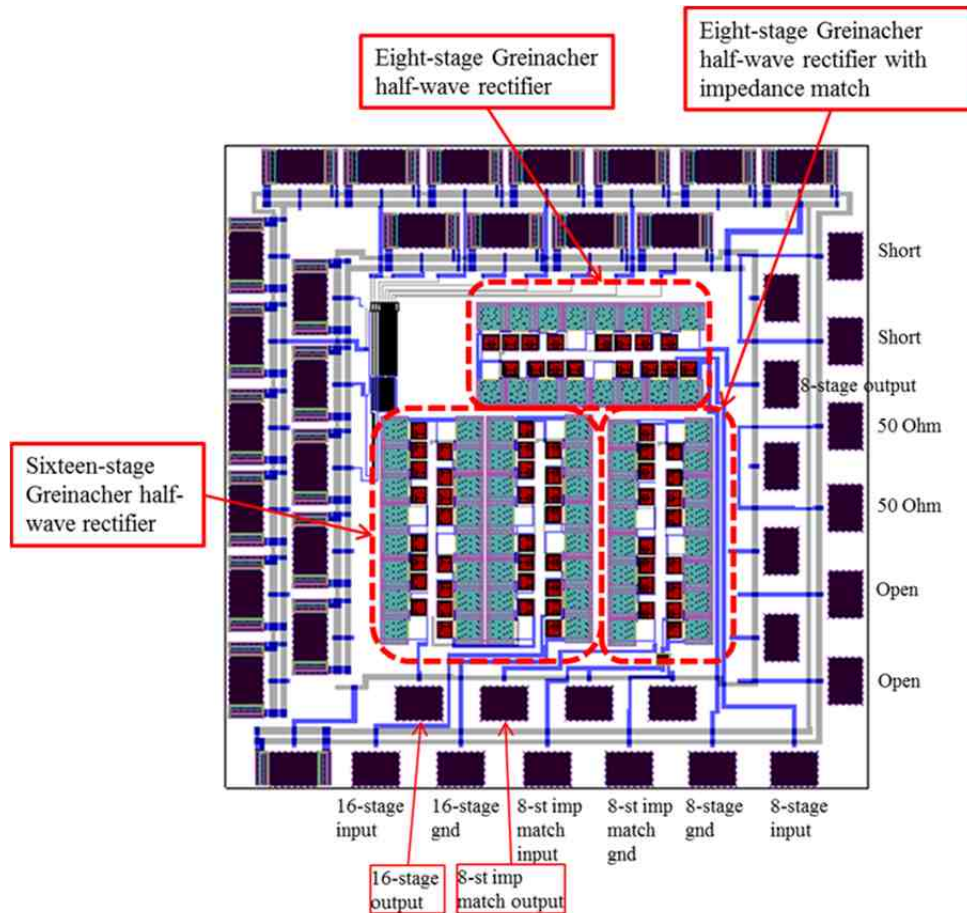 Eight-stage Greinacher
half-wave rectifier
Eight-stage Greinacher
half-wave rectifier with
impedance match
Short
Short
8-stage output
50 Ohm
50 Ohm
Open
Open
Sixteen-stage
Greinacher half-
wave rectifier
16-stage
input
16-stage
gnd
8-st imp
match
input
8-st imp
match
gnd
8-stage
gnd
8-stage
input
16-stage
output
8-st imp
match output